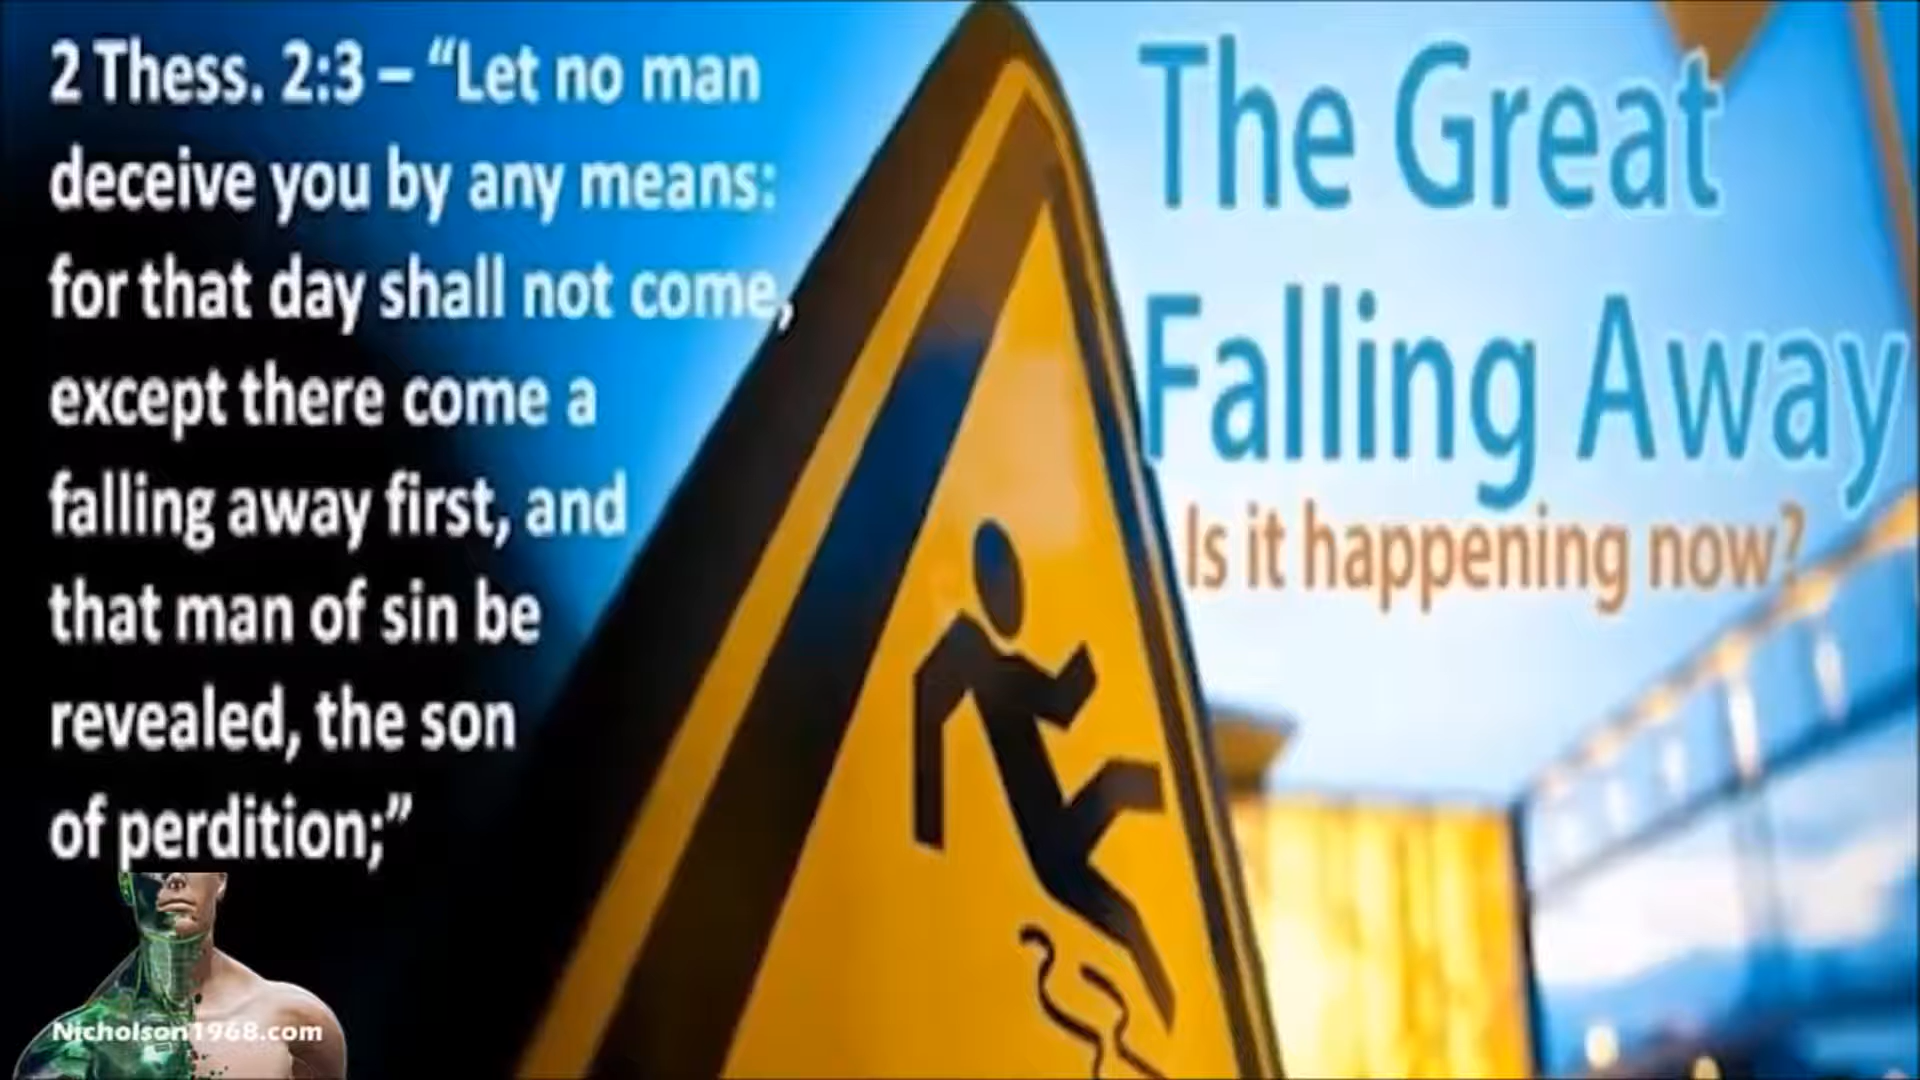 2 Thess. 2:3 – “Let no man
deceive you by any means:
for that day shall not come,
except there come a
falling away first, and
that man of sin be
revealed, the son
of perdition;”
The Great
Falling Away
Is it happening now?
Nicholson1968.com